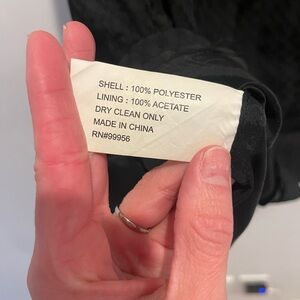 SHELL : 100% POLYESTER
LINING : 100% ACETATE
DRY CLEAN ONLY
MADE IN CHINA
RN#99956